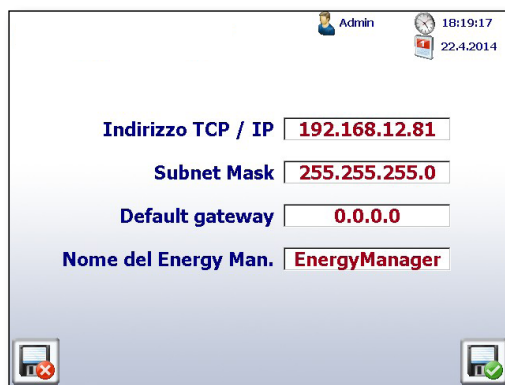 Admin 18:19:17
1 22.4.2014
Indirizzo TCP / IP 192.168.12.81
Subnet Mask 255.255.255.0
Default gateway 0.0.0.0
Nome del Energy Man. EnergyManager